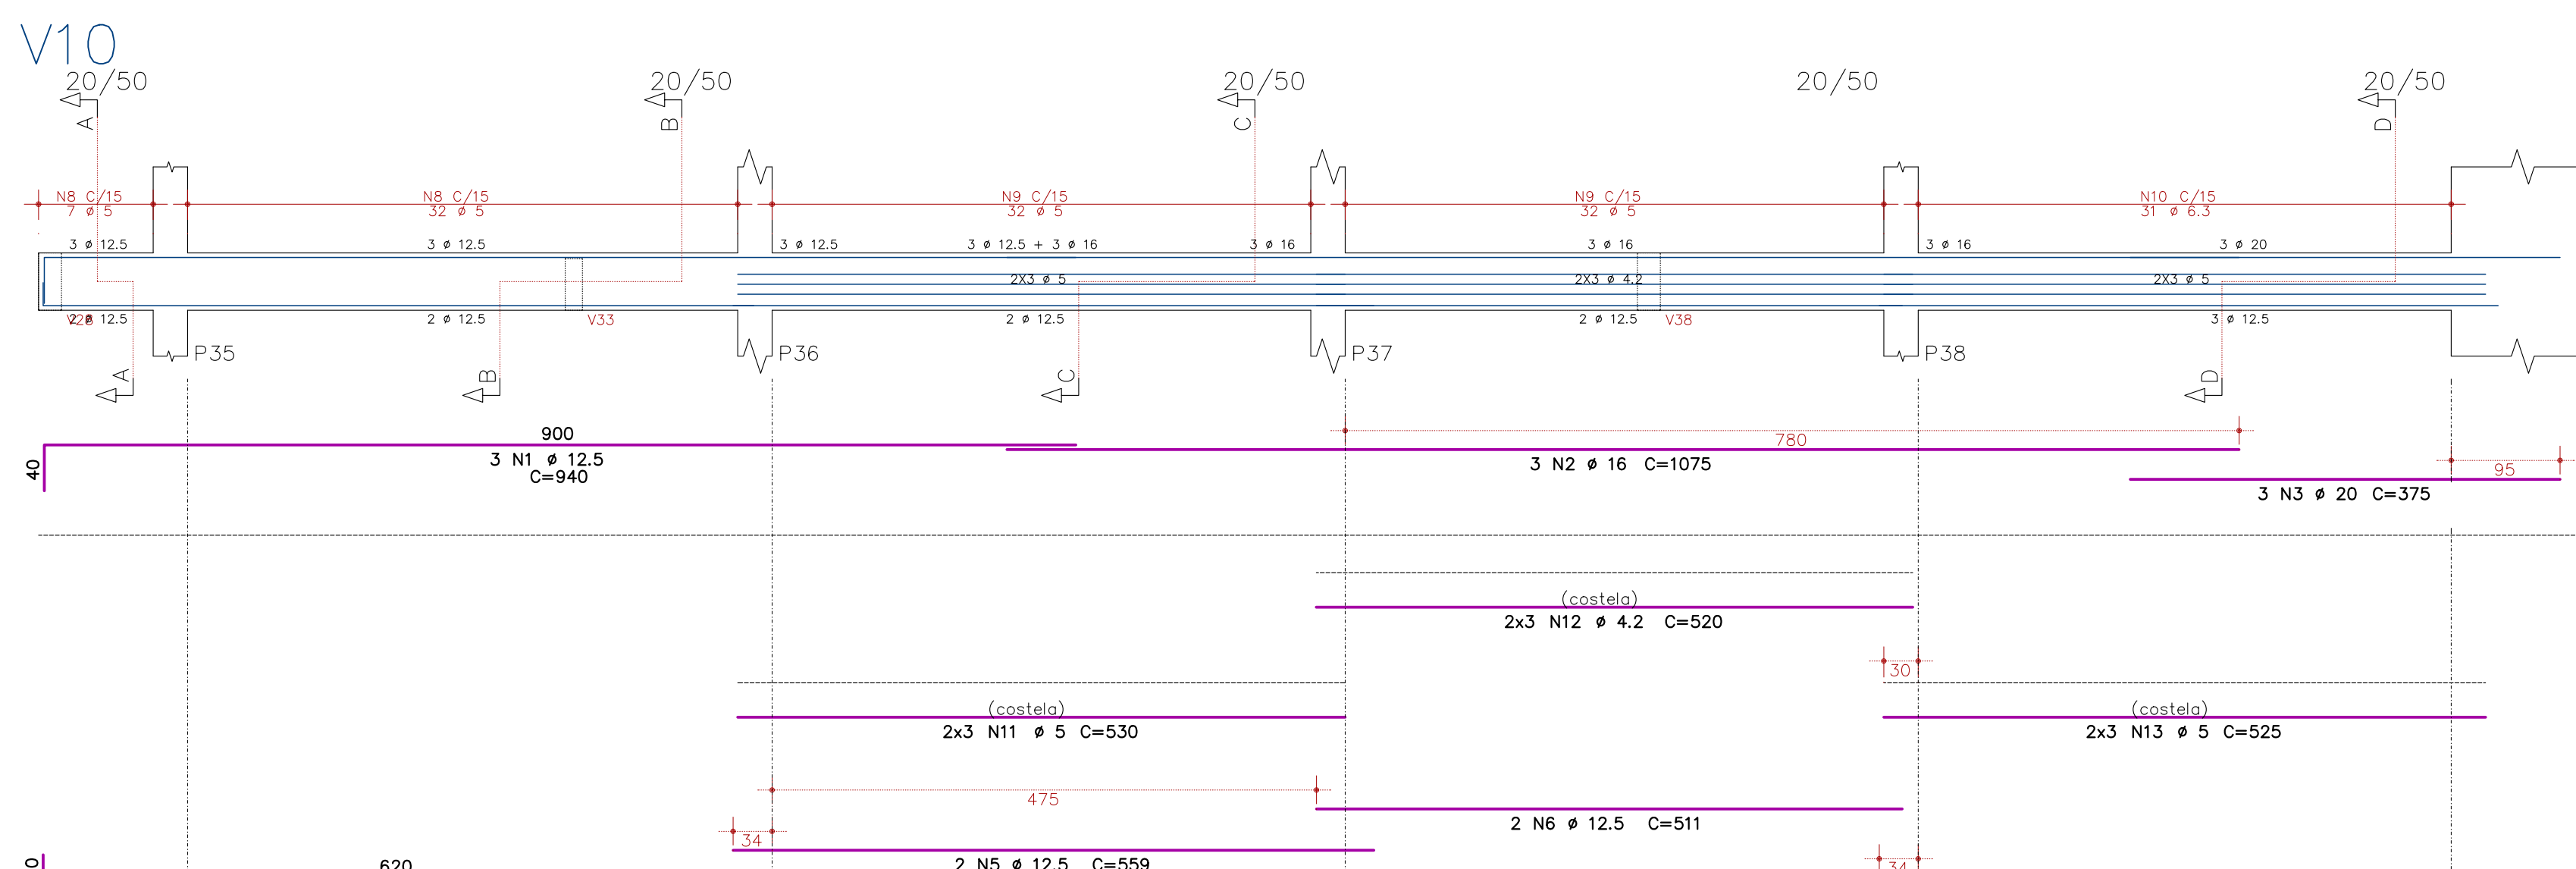 V10
20/50 20/50 20/50 20/50 20/50
A B C D
N8 C/15 N8 C/15 N9 C/15 N9 C/15 N10 C/15
7 ø 5 32 ø 5 32 ø 5 32 ø 5 31 ø 6.3
3 ø 12.5 3 ø 12.5 3 ø 12.5 3 ø 12.5 + 3 ø 16 3 ø 16 3 ø 16 3 ø 16 3 ø 20
2X3 ø 5 2X3 ø 4.2 2X3 ø 5
V28 2 ø 12.5 2 ø 12.5 V33 2 ø 12.5 2 ø 12.5 V38 3 ø 12.5
P35 P36 P37 P38
A B C D
900
780
40
3 N1 ø 12.5
3 N2 ø 16 C=1075
95
C=940
3 N3 ø 20 C=375
(costela)
2x3 N12 ø 4.2 C=520
30
(costela) (costela)
2x3 N11 ø 5 C=530 2x3 N13 ø 5 C=525
475
2 N6 ø 12.5 C=511
34
620 2 N5 ø 12.5 C=559 34
0